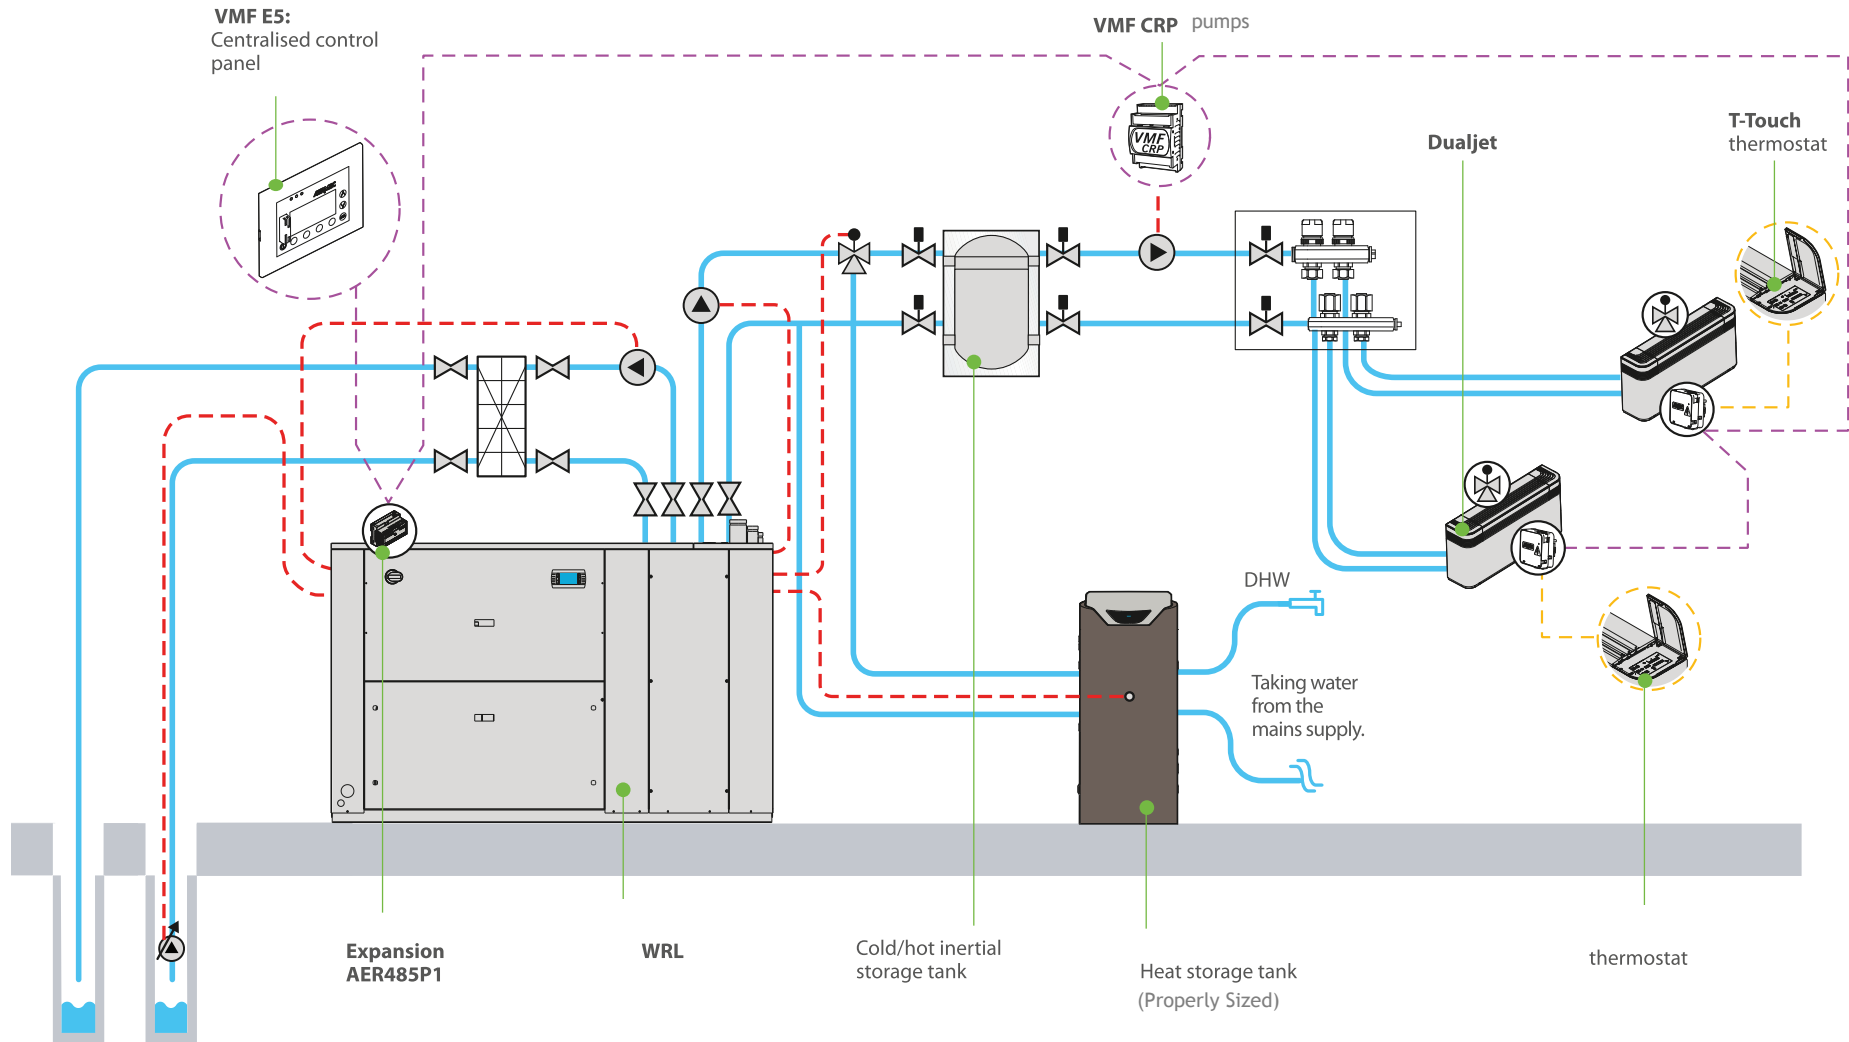 VMF E5:
Centralised control
panel
VMF CRP pumps
VMF
CRP
Dualjet
T-Touch
thermostat
DHW
Taking water
from the
mains supply.
Expansion
AER485P1
WRL
Cold/hot inertial
storage tank
Heat storage tank
(Properly Sized)
thermostat